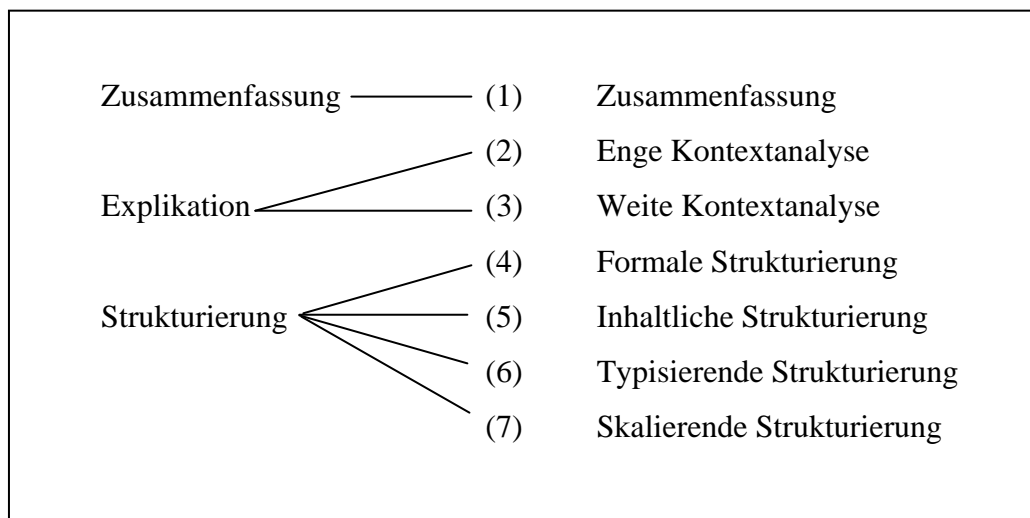 Zusammenfassung (1) Zusammenfassung
(2) Enge Kontextanalyse
Explikation (3) Weite Kontextanalyse
(4) Formale Strukturierung
Strukturierung (5) Inhaltliche Strukturierung
(6) Typisierende Strukturierung
(7) Skalierende Strukturierung